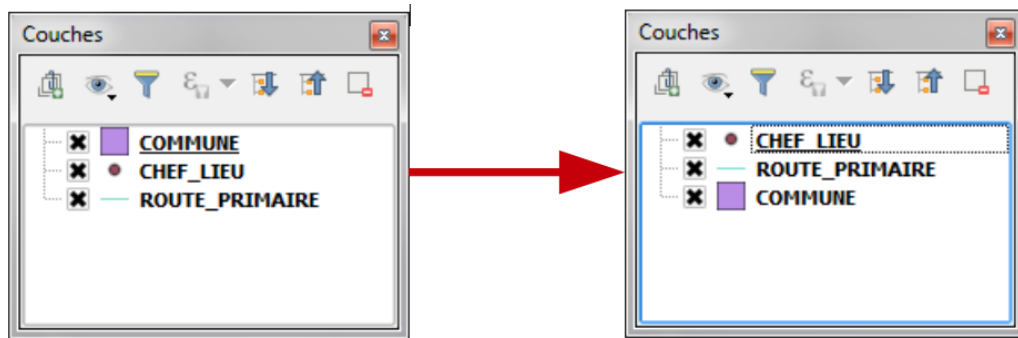 Couches
COMMUNE
CHEF_LIEU
ROUTE_PRIMAIRE
Couches
CHEF_LIEU
ROUTE_PRIMAIRE
COMMUNE